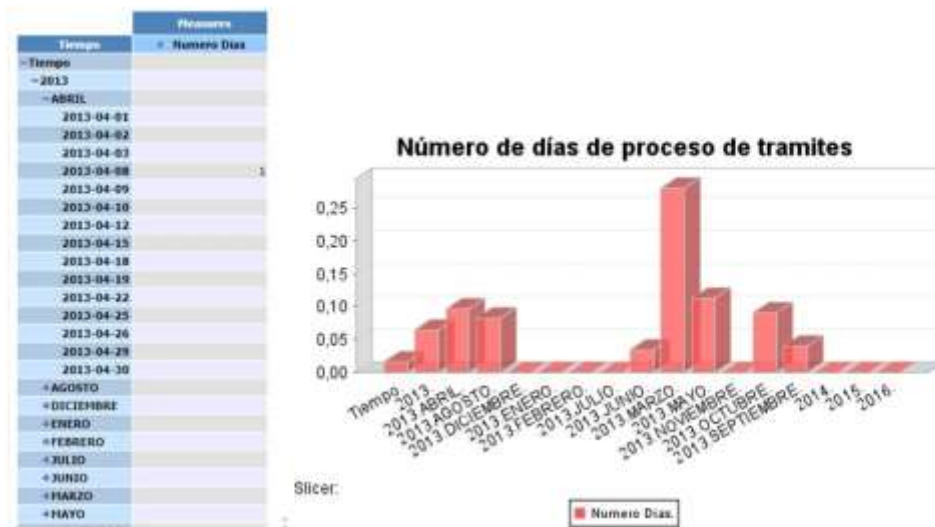 Measures
Tiempo
Numero Dias
-Tiempo
-2013
-ABRIL
2013-04-01
2013-04-02
2013-04-03
2013-04-08 1
2013-04-09
2013-04-10
2013-04-12
2013-04-15
2013-04-18
2013-04-19
2013-04-22
2013-04-25
2013-04-26
2013-04-29
2013-04-30
+AGOSTO
+DICIEMBRE
+ENERO
+FEBRERO
+JULIO
+JUNIO
+MARZO
+MAYO
Número de días de proceso de tramites
0,25
0,20
0,15
0,10
0,05
0,00
Tiempo
2013
2013 ABRIL
2013 AGOSTO
2013 DICIEMBRE
2013 ENERO
2013 FEBRERO
2013 JULIO
2013 JUNIO
2013 MARZO
2013 MAYO
2013 NOVIEMBRE
2013 OCTUBRE
2013 SEPTIEMBRE
2014.
2015.
2016.
Slicer:
Numero Dias.